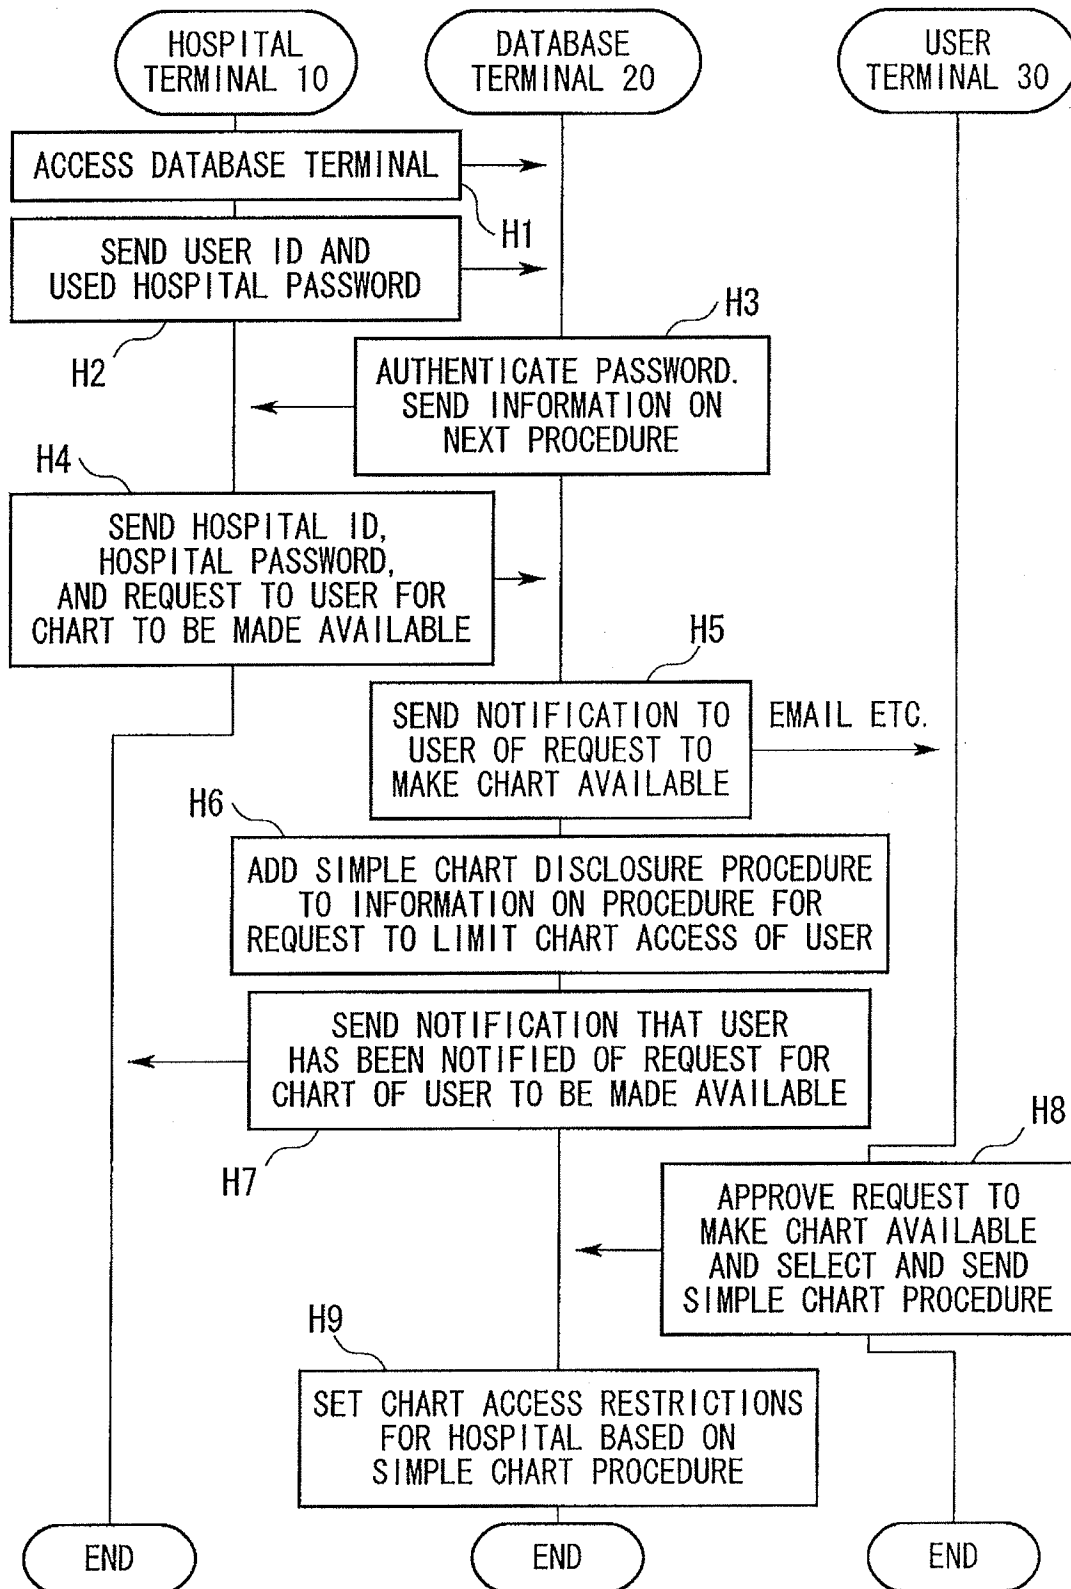 HOSPITAL
TERMINAL 10
DATABASE
TERMINAL 20
USER
TERMINAL 30
ACCESS DATABASE TERMINAL
H1
SEND USER ID AND
USED HOSPITAL PASSWORD
H2
H3
AUTHENTICATE PASSWORD.
SEND INFORMATION ON
NEXT PROCEDURE
H4
SEND HOSPITAL ID,
HOSPITAL PASSWORD,
AND REQUEST TO USER FOR
CHART TO BE MADE AVAILABLE
H5
SEND NOTIFICATION TO
USER OF REQUEST TO
MAKE CHART AVAILABLE
EMAIL ETC.
H6
ADD SIMPLE CHART DISCLOSURE PROCEDURE
TO INFORMATION ON PROCEDURE FOR
REQUEST TO LIMIT CHART ACCESS OF USER
SEND NOTIFICATION THAT USER
HAS BEEN NOTIFIED OF REQUEST FOR
CHART OF USER TO BE MADE AVAILABLE
H7
H8
APPROVE REQUEST TO
MAKE CHART AVAILABLE
AND SELECT AND SEND
SIMPLE CHART PROCEDURE
H9
SET CHART ACCESS RESTRICTIONS
FOR HOSPITAL BASED ON
SIMPLE CHART PROCEDURE
END
END
END